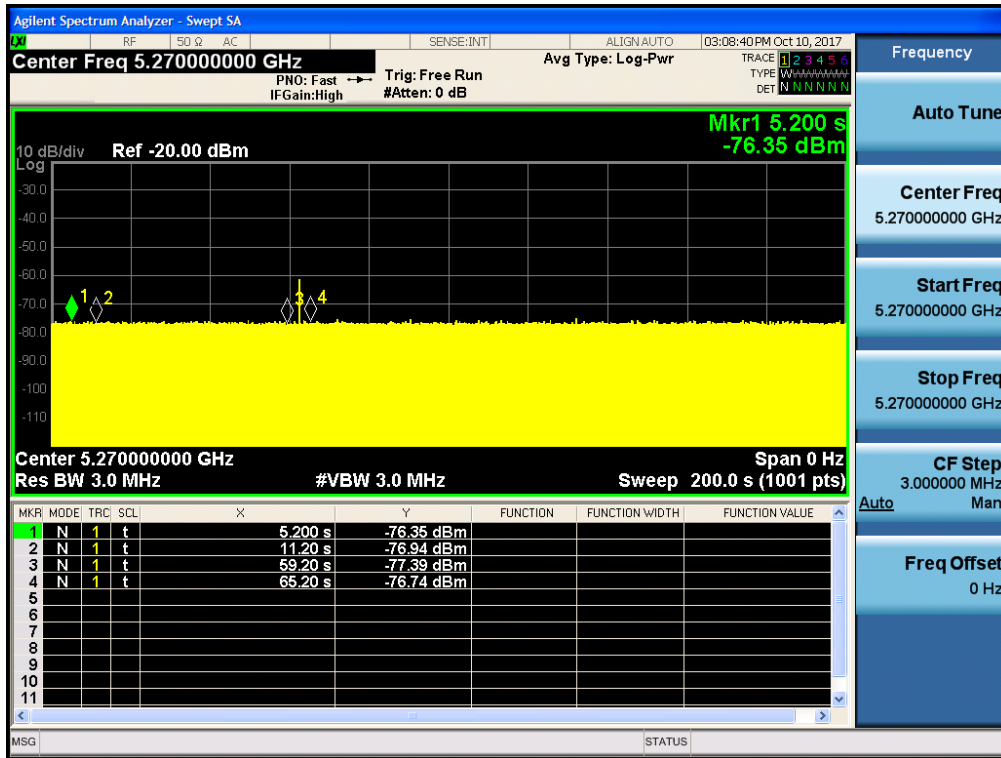 Agilent Spectrum Analyzer - Swept SA
LXI RF 50 Ω AC SENSE:INT ALIGN AUTO 03:08:40 PM Oct 10, 2017
Center Freq 5.270000000 GHz
PNO: Fast
IFGain:High
Trig: Free Run
#Atten: 0 dB
Avg Type: Log-Pwr
TRACE 1 2 3 4 5 6
TYPE W
DET N N N N N N
Mkr1 5.200 s
-76.35 dBm
10 dB/div
Log
Ref -20.00 dBm
-30.0
-40.0
-50.0
-60.0
-70.0
-80.0
-90.0
-100
-110
1
2
3
4
Center 5.270000000 GHz
Span 0 Hz
Res BW 3.0 MHz
#VBW 3.0 MHz
Sweep 200.0 s (1001 pts)
MKR MODE TRC SCL X Y FUNCTION FUNCTION WIDTH FUNCTION VALUE
1 N 1 t 5.200 s -76.35 dBm
2 N 1 t 11.20 s -76.94 dBm
3 N 1 t 59.20 s -77.39 dBm
4 N 1 t 65.20 s -76.74 dBm
5
6
7
8
9
10
11
MSG
STATUS
Frequency
Auto Tune
Center Freq
5.270000000 GHz
Start Freq
5.270000000 GHz
Stop Freq
5.270000000 GHz
CF Step
3.000000 MHz
Auto Man
Freq Offset
0 Hz